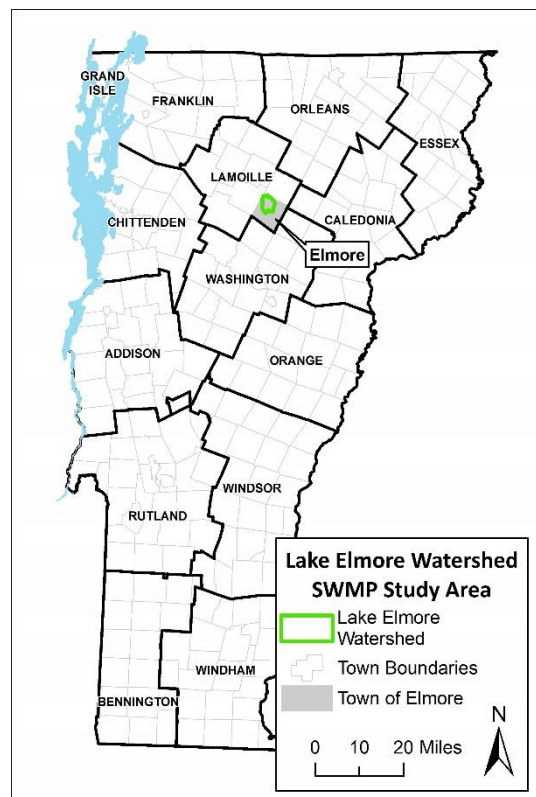 GRAND
ISLE
FRANKLIN
ORLEANS
ESSEX
LAMOILLE
CALEDONIA
CHITTENDEN
Elmore
WASHINGTON
ADDISON
ORANGE
WINDSOR
RUTLAND
WINDHAM
BENNINGTON
Lake Elmore Watershed
SWMP Study Area
Lake Elmore
Watershed
Town Boundaries
Town of Elmore
N
0 10 20 Miles